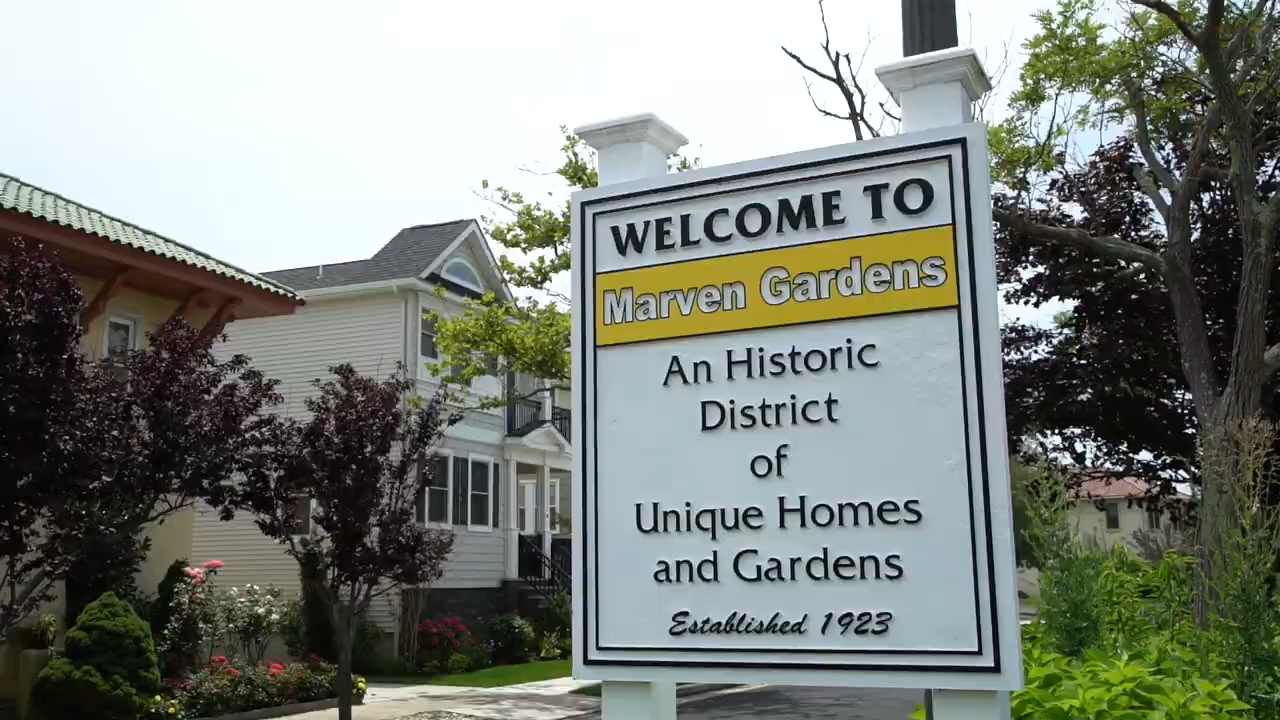 WELCOME TO
Marven Gardens
An Historic
District
of
Unique Homes
and Gardens
Established 1923